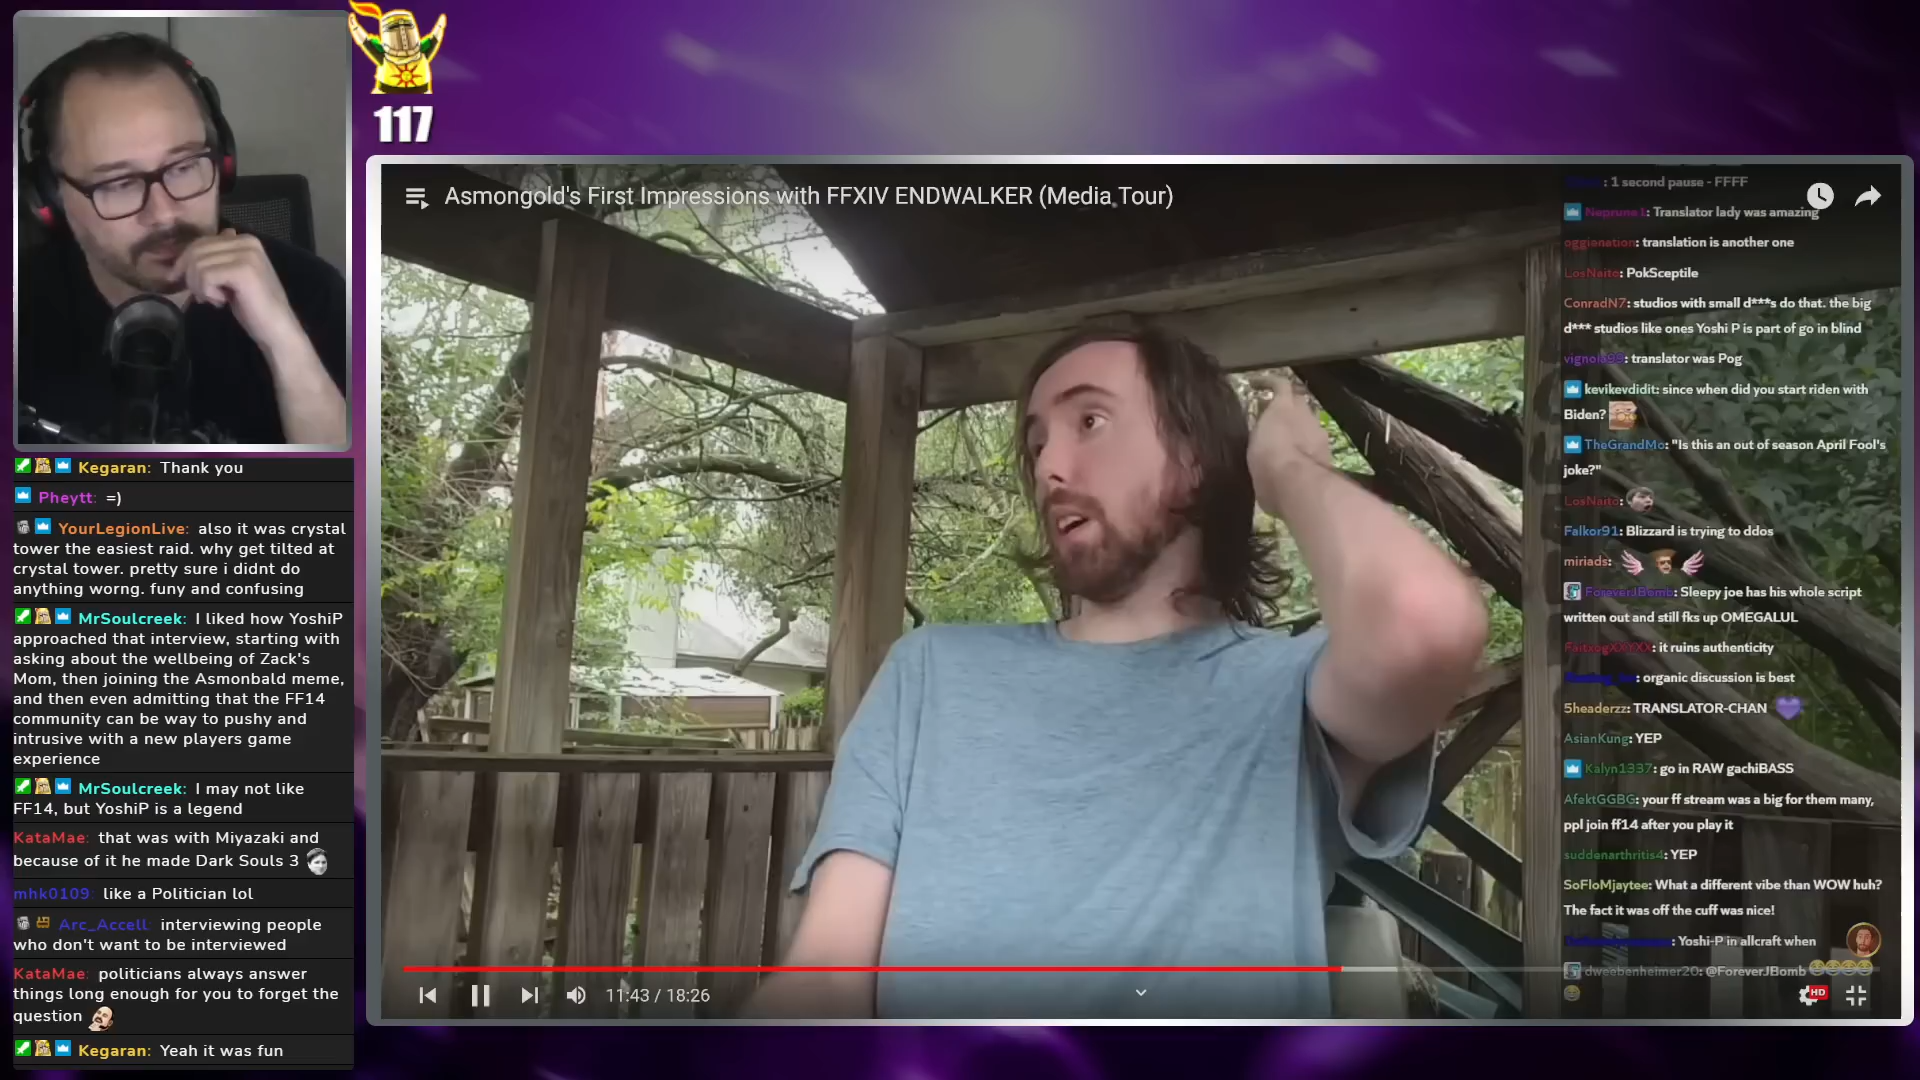 117
Asmongold's First Impressions with FFXIV ENDWALKER (Media Tour)
Kegaran: Thank you
Pheytt: =)
YourLegionLive: also it was crystal
tower the easiest raid. why get tilted at
crystal tower. pretty sure i didnt do
anything worng. funy and confusing
MrSoulcreek: I liked how YoshiP
approached that interview, starting with
asking about the wellbeing of Zack's
Mom, then joining the Asmonbald meme,
and then even admitting that the FF14
community can be way to pushy and
intrusive with a new players game
experience
MrSoulcreek: I may not like
FF14, but YoshiP is a legend
KataMae: that was with Miyazaki and
because of it he made Dark Souls 3
mhk0109: like a Politician lol
Arc_Accell: interviewing people
who don't want to be interviewed
KataMae: politicians always answer
things long enough for you to forget the
question
Kegaran: Yeah it was fun
: 1 second pause - FFFF
Neprune1: Translator lady was amazing
oggianation: translation is another one
LosNaito: PokSceptile
ConradN7: studios with small d***s do that. the big
d*** studios like ones Yoshi P is part of go in blind
vignole99: translator was Pog
kevikevdidit: since when did you start riden with
Biden?
TheGrandMo: "Is this an out of season April Fool's
joke?"
LosNaito:
Falkor91: Blizzard is trying to ddos
miriads:
ForeverJBomb: Sleepy joe has his whole script
written out and still fks up OMEGALUL
: it ruins authenticity
: organic discussion is best
5headerzz: TRANSLATOR-CHAN
AsianKung: YEP
Kalyn1337: go in RAW gachiBASS
AfektGGBG: your ff stream was a big for them many,
ppl join ff14 after you play it
suddenarthritis4: YEP
SoFloMjaytee: What a different vibe than WOW huh?
The fact it was off the cuff was nice!
: Yoshi-P in allcraft when
dweebenheimer20: @ForeverJBomb
11:43 / 18:26
HD